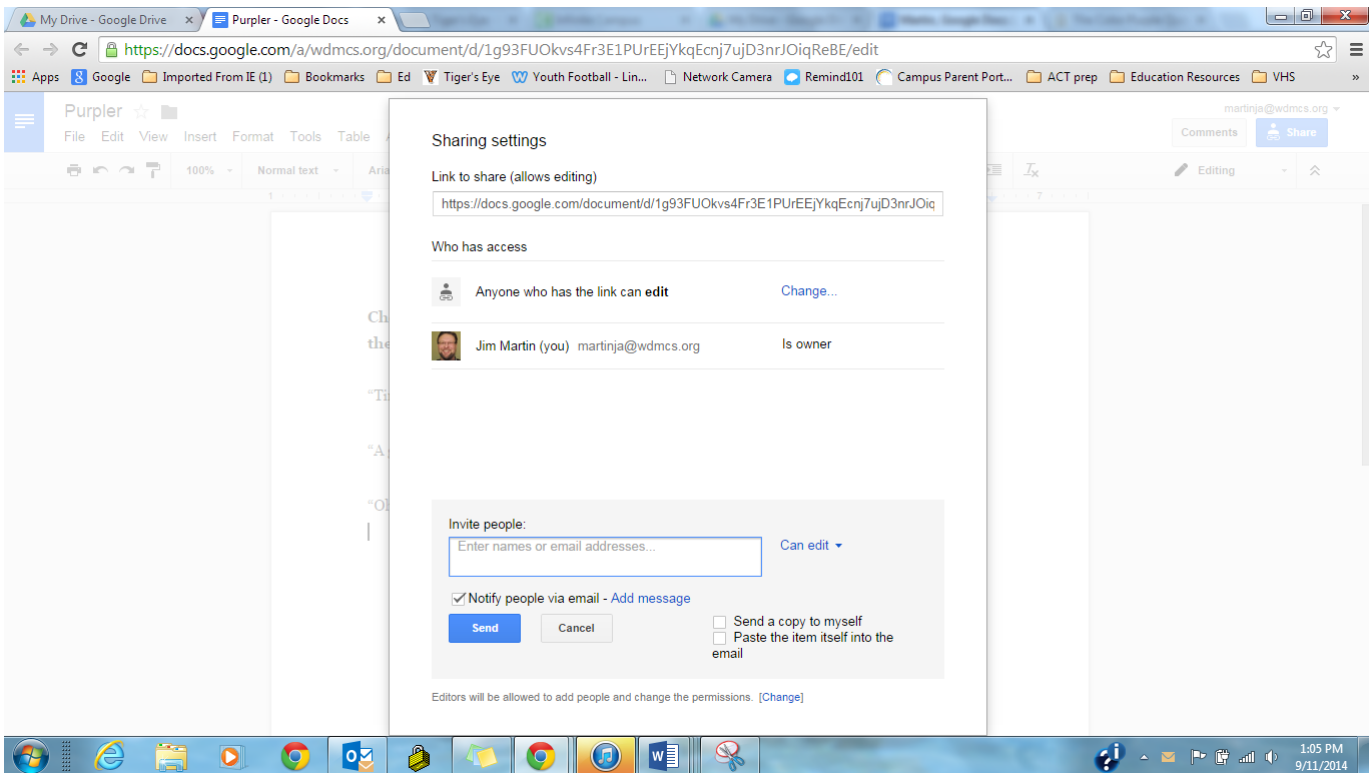 My Drive - Google Drive
Purpler - Google Docs
https://docs.google.com/a/wdmcs.org/document/d/1g93FUOkvs4Fr3E1PUrEEjYkqEcnj7ujD3nrJOiqReBE/edit
Apps Google Imported From IE (1) Bookmarks Ed Tiger's Eye Youth Football - Lin... Network Camera Remind101 Campus Parent Port... ACT prep Education Resources VHS »
Purpler
martinja@wdmcs.org
File Edit View Insert Format Tools Table
Comments Share
100% Normal text Aria
Editing
Sharing settings
Link to share (allows editing)
https://docs.google.com/document/d/1g93FUOkvs4Fr3E1PUrEEjYkqEcnj7ujD3nrJOiq
Who has access
Anyone who has the link can edit Change...
Ch
the
Jim Martin (you) martinja@wdmcs.org Is owner
"Ti
"A
"Ol
Invite people:
Enter names or email addresses... Can edit
Notify people via email - Add message
Send Cancel
Send a copy to myself
Paste the item itself into the
email
Editors will be allowed to add people and change the permissions. [Change]
1:05 PM
9/11/2014